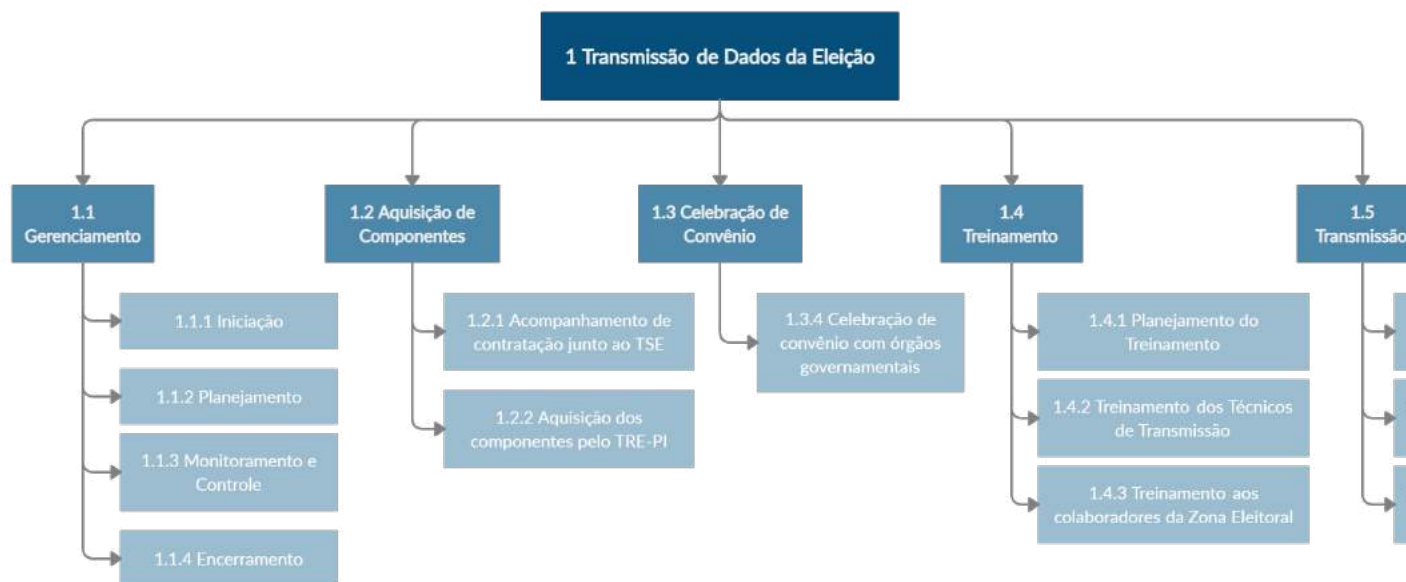 1 Transmissão de Dados da Eleição
1.1
Gerenciamento
1.2 Aquisição de
Componentes
1.3 Celebração de
Convênio
1.4
Treinamento
1.5
Transmissão
1.1.1 Iniciação
1.1.2 Planejamento
1.1.3 Monitoramento e
Controle
1.1.4 Encerramento
1.2.1 Acompanhamento de
contratação junto ao TSE
1.2.2 Aquisição dos
componentes pelo TRE-PI
1.3.4 Celebração de
convênio com órgãos
governamentais
1.4.1 Planejamento do
Treinamento
1.4.2 Treinamento dos Técnicos
de Transmissão
1.4.3 Treinamento aos
colaboradores da Zona Eleitoral